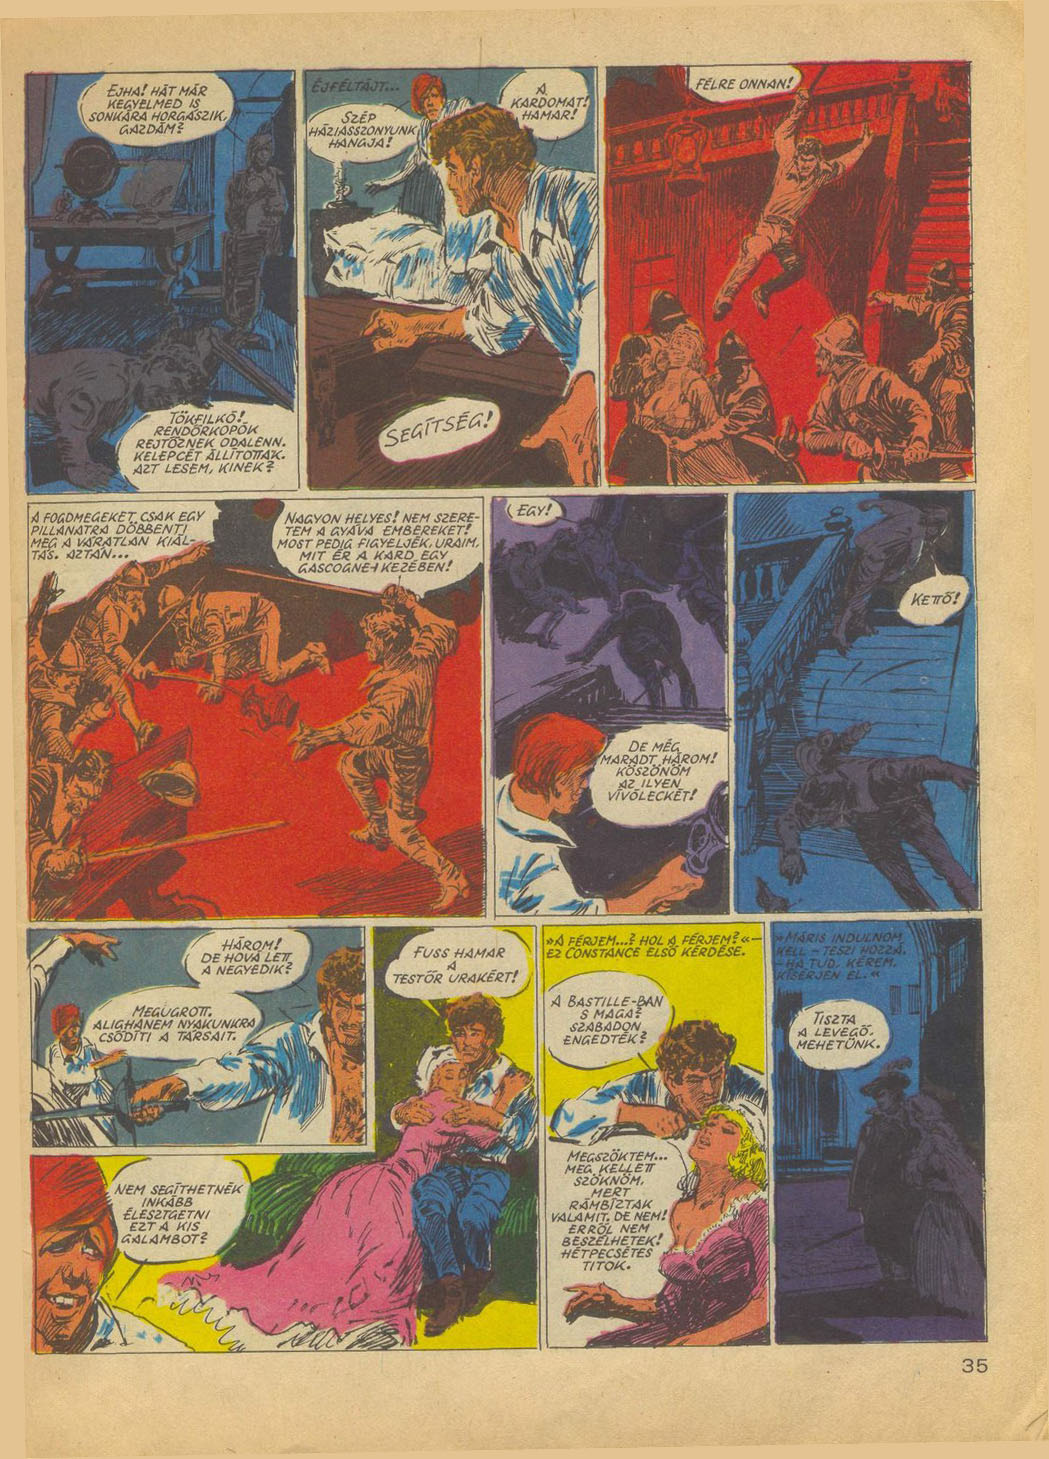 EJHA! HÁT MÁR
KEGYELMED IS
SONKÁRA HORGÁSZIK,
GAZDÁM?
TÖKFILKÓ!
RENDŐRKOPÓK
REJTŐZNEK ODALENN.
KELEPCÉT ÁLLÍTOTTAK.
AZT LESEM, KINEK?
ÉJFÉLTÁJT...
SZÉP
HÁZIASSZONYUNK
HANGJA!
A
KARDOMAT!
HAMAR!
SEGÍTSÉG!
FÉLRE ONNAN!
A FOGDMEGEKET CSAK EGY
PILLANATRA DÖBBENTI
MEG A VÁRATLAN KIÁL-
TÁS. AZTÁN...
NAGYON HELYES! NEM SZERE-
TEM A GYÁVA EMBEREKET!
MOST PEDIG FIGYELJÉK, URAIM,
MIT ÉR A KARD EGY
GASCOGNE-I KEZÉBEN!
EGY!
DE MÉG
MARADT HÁROM!
KÖSZÖNÖM
AZ ILYEN
VÍVÓLECKÉT!
KETTŐ!
HÁROM!
DE HOVÁ LETT
A NEGYEDIK?
MEGUGROTT.
ALIGHANEM NYAKUNKRA
CSŐDÍTI A TÁRSAIT.
FUSS HAMAR
A
TESTŐR URAKÉRT!
NEM SEGÍTHETNÉK
INKÁBB
ÉLESZTGETNI
EZT A KIS
GALAMBOT?
»A FÉRJEM...? HOL A FÉRJEM?« —
EZ CONSTANCE ELSŐ KÉRDÉSE.
A BASTILLE-BAN
S MAGA?
SZABADON
ENGEDTÉK?
MEGSZÖKTEM...
MEG KELLETT
SZÖKNÖM,
MERT
RÁMBÍZTAK
VALAMIT. DE NEM!
ERRŐL NEM
BESZÉLHETEK!
HÉTPECSÉTES
TITOK.
»MÁRIS INDULNOM
KELL – TESZI HOZZÁ.
– HA TUD, KÉREM,
KÍSÉRJEN EL.«
TISZTA
A LEVEGŐ.
MEHETÜNK.
35